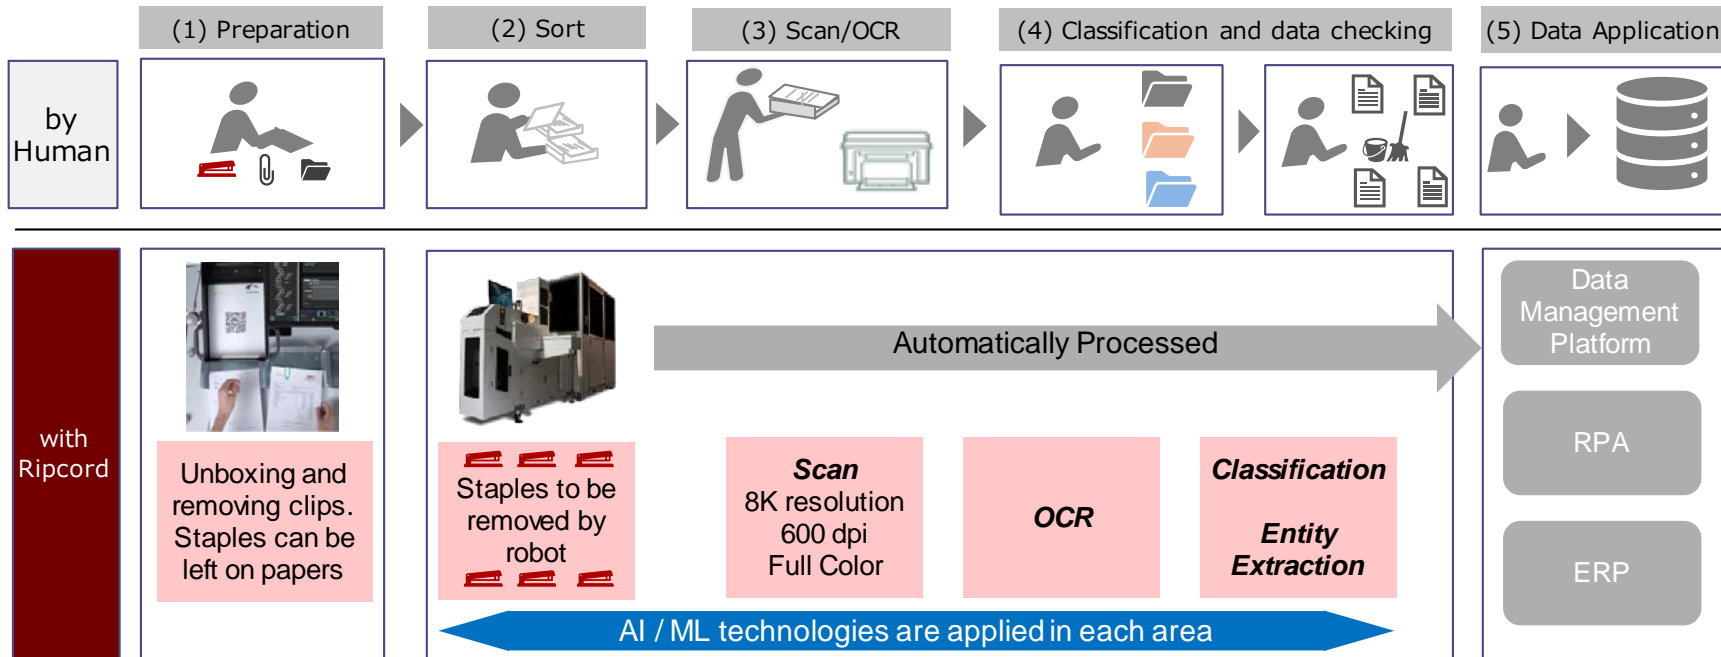 (1) Preparation
(2) Sort
(3) Scan/OCR
(4) Classification and data checking
(5) Data Application
by
Human
with
Ripcord
Unboxing and
removing clips.
Staples can be
left on papers
Staples to be
removed by
robot
Automatically Processed
Scan
8K resolution
600 dpi
Full Color
OCR
Classification
Entity
Extraction
AI / ML technologies are applied in each area
Data
Management
Platform
RPA
ERP